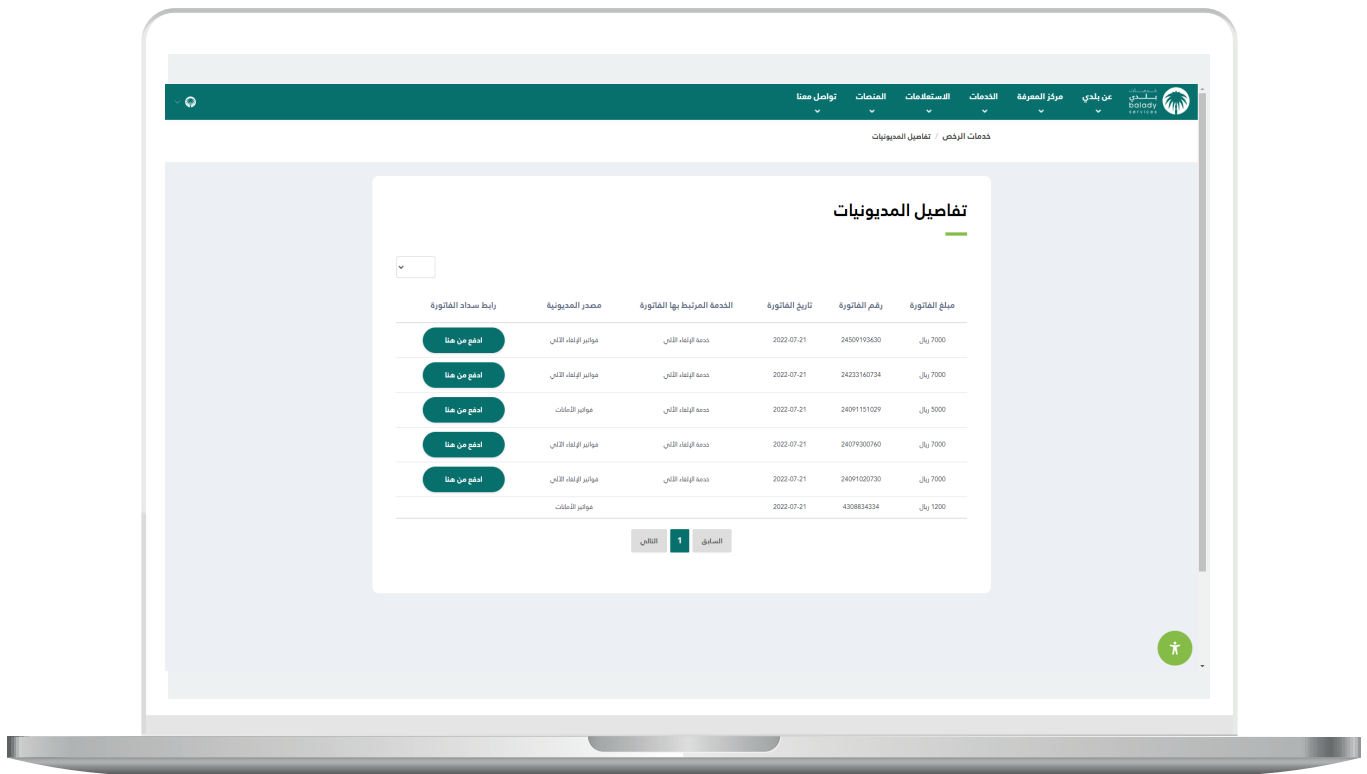 خدمات
بلدي
balady
services
عن بلدي مركز المعرفة الخدمات الاستعلامات المنصات تواصل معنا
خدمات الرخص / تفاصيل المديونيات
تفاصيل المديونيات
مبلغ الفاتورة رقم الفاتورة تاريخ الفاتورة الخدمة المرتبط بها الفاتورة مصدر المديونية رابط سداد الفاتورة
7000 ريال 24509193630 2022-07-21 خدمة الإلغاء الآلي فواتير الإلغاء الآلي ادفع من هنا
7000 ريال 24233160734 2022-07-21 خدمة الإلغاء الآلي فواتير الإلغاء الآلي ادفع من هنا
5000 ريال 24091151029 2022-07-21 خدمة الإلغاء الآلي فواتير الأمانات ادفع من هنا
7000 ريال 24079300760 2022-07-21 خدمة الإلغاء الآلي فواتير الإلغاء الآلي ادفع من هنا
7000 ريال 24091020730 2022-07-21 خدمة الإلغاء الآلي فواتير الإلغاء الآلي ادفع من هنا
1200 ريال 4308834334 2022-07-21 فواتير الأمانات
السابق 1 التالي